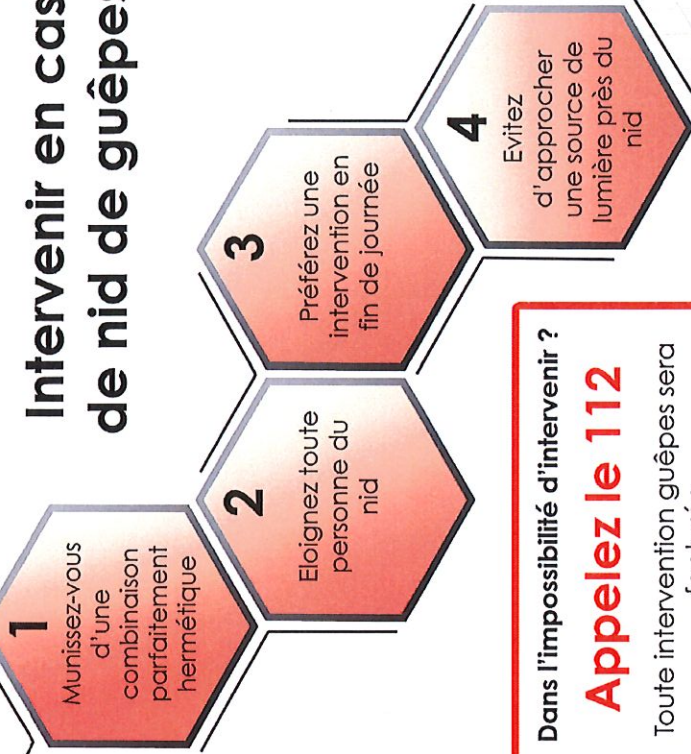 Intervenir en cas
de nid de guêpes
1
Munissez-vous
d'une
combinaison
parfaitement
hermétique
2
Eloignez toute
personne du
nid
3
Préférez une
intervention en
fin de journée
4
Evitez
d'approcher
une source de
lumière près du
nid
Dans l'impossibilité d'intervenir ?
Appelez le 112
Toute intervention guêpes sera